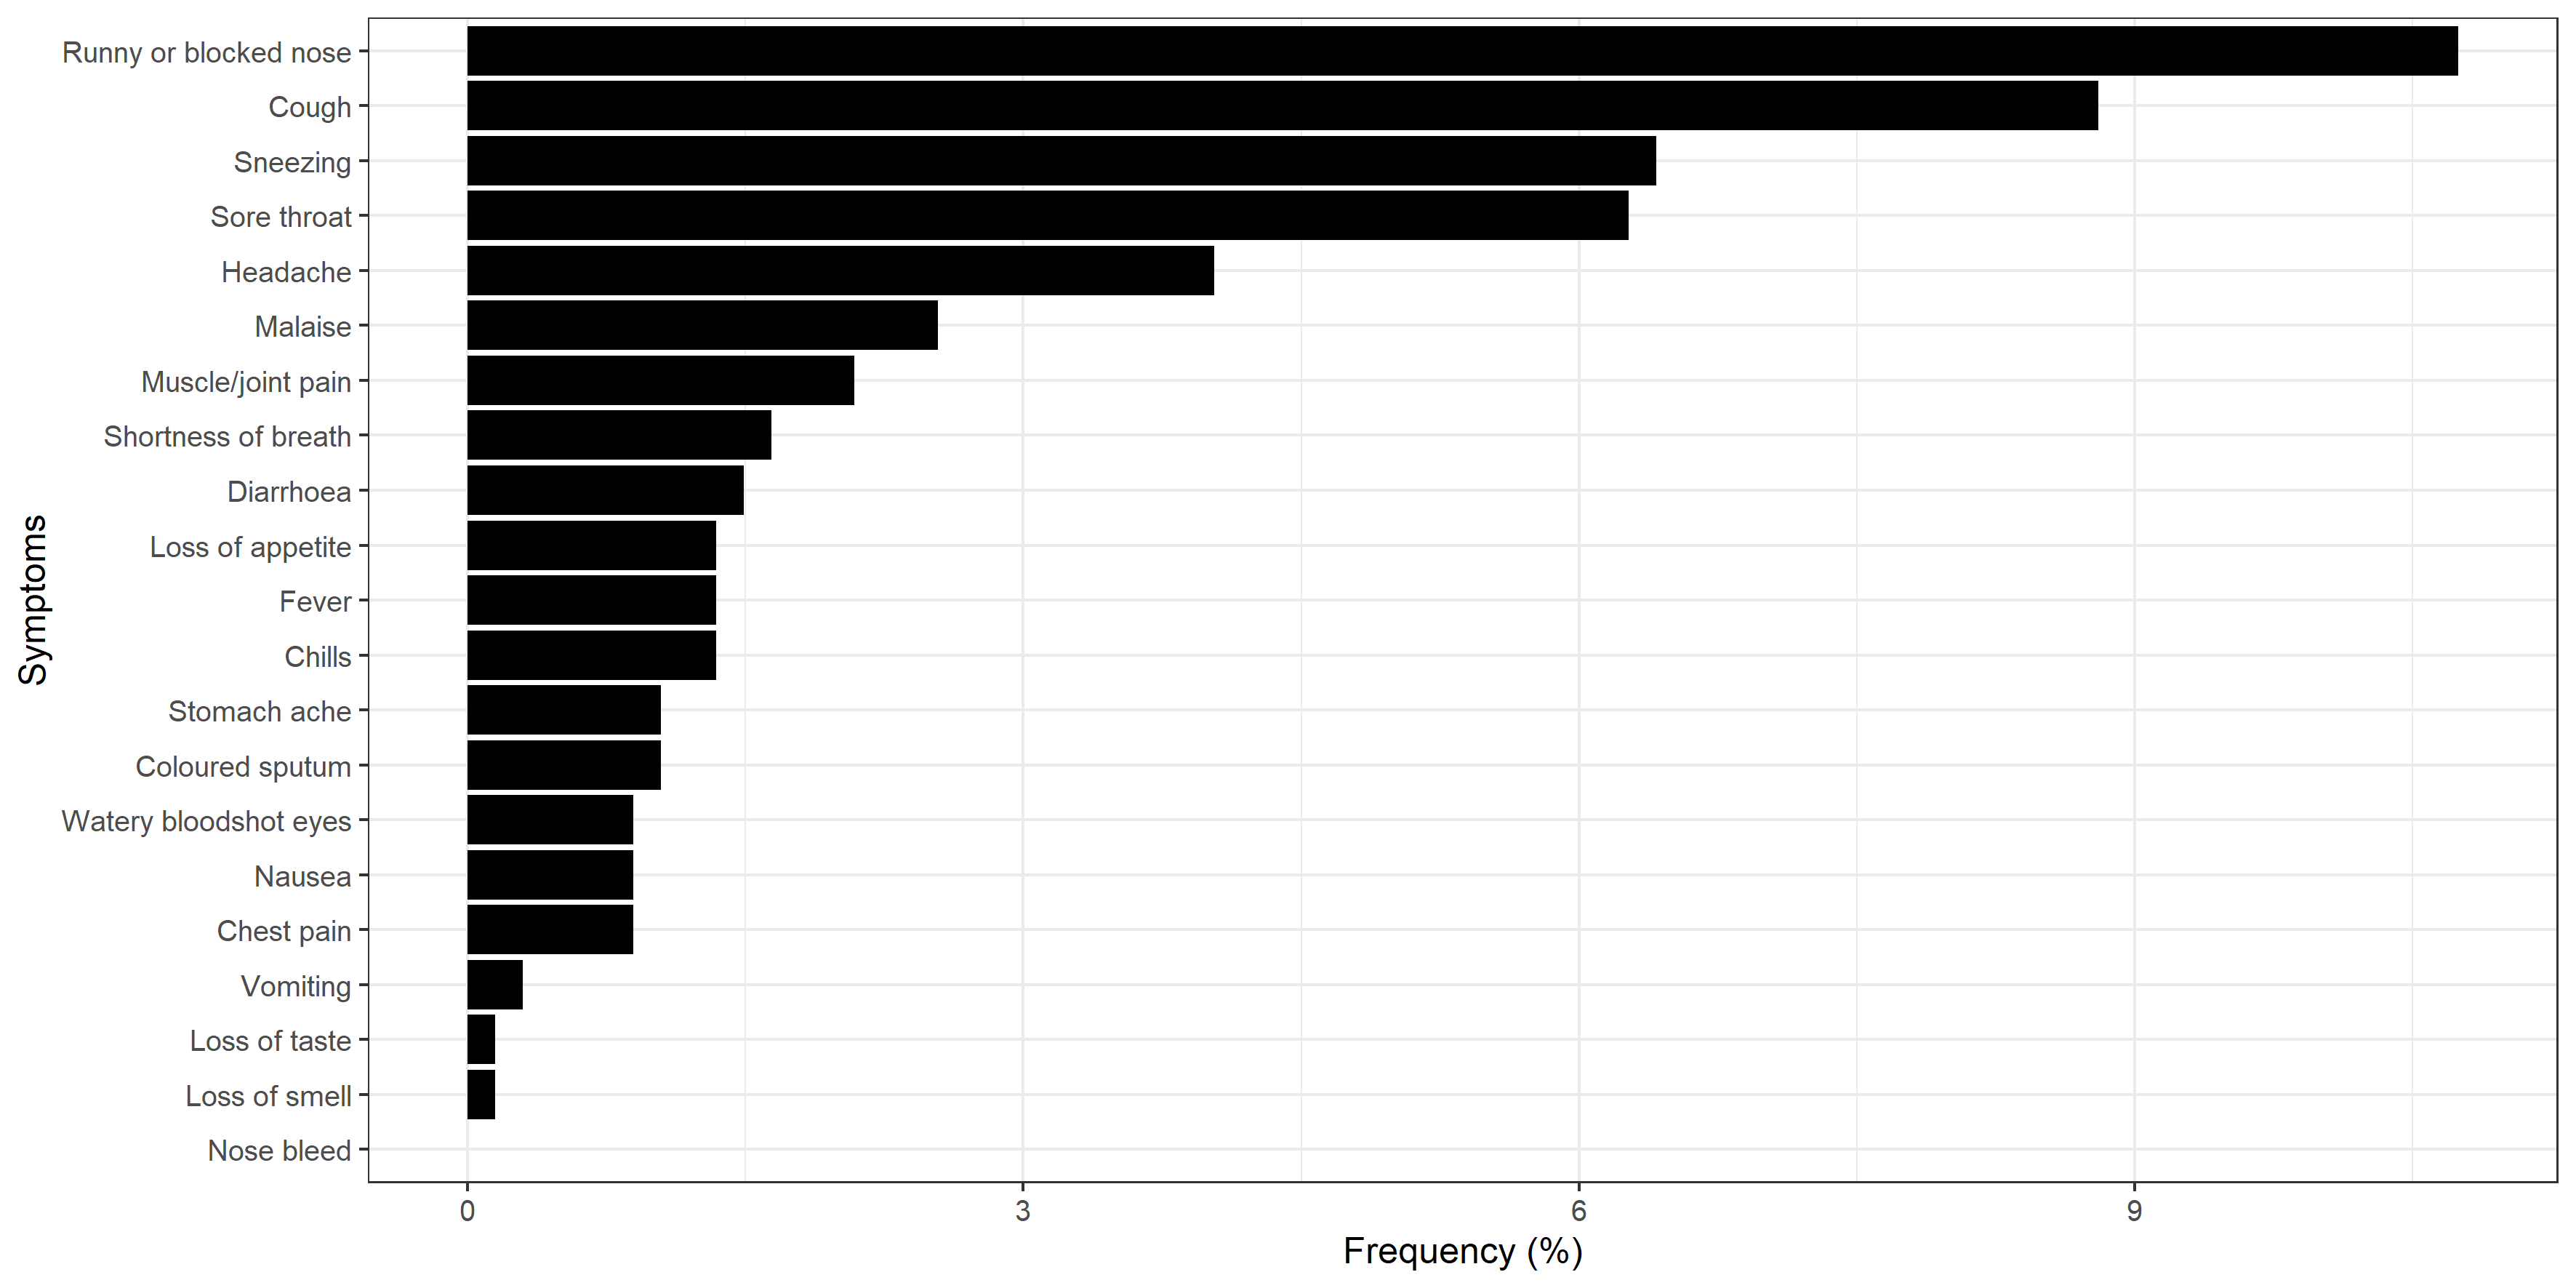 Runny or blocked nose
Cough
Sneezing
Sore throat
Headache
Malaise
Muscle/joint pain
Shortness of breath
Diarrhoea
Loss of appetite
Fever
Chills
Stomach ache
Coloured sputum
Watery bloodshot eyes
Nausea
Chest pain
Vomiting
Loss of taste
Loss of smell
Nose bleed
Symptoms
0 3 6 9
Frequency (%)